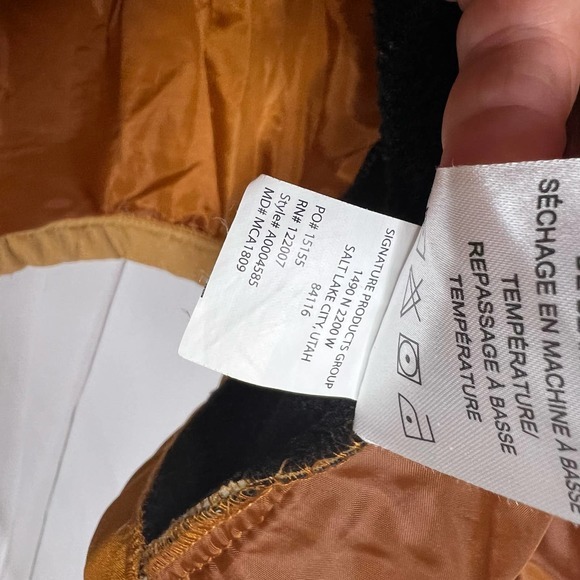 SIGNATURE PRODUCTS GROUP
1490 N 2200 W
SALT LAKE CITY, UTAH
84116
PO# 15155
RN# 122007
Style# A0004585
MD# MCA1809
SÉCHAGE EN MACHINE À BASSE
TEMPÉRATURE/
REPASSAGE À BASSE
TEMPÉRATURE